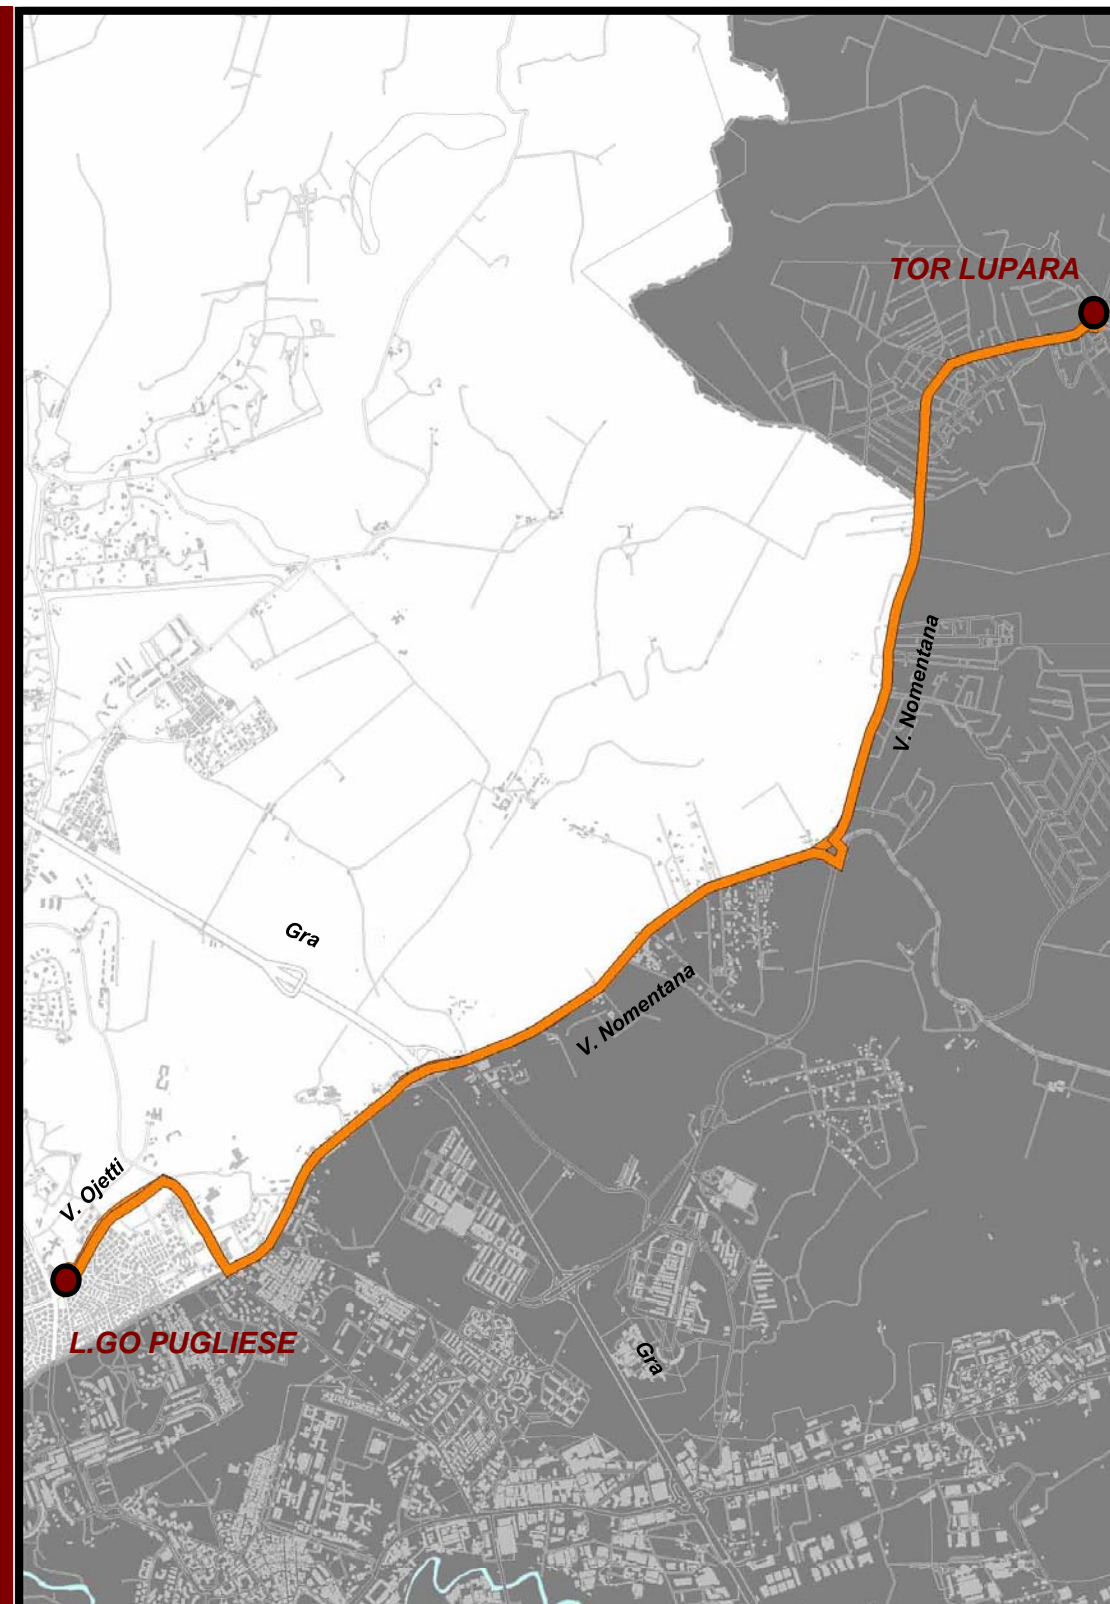 TOR LUPARA
V. Nomentana
Gra
V. Nomentana
V. Ojetti
L.GO PUGLIESE
Gra